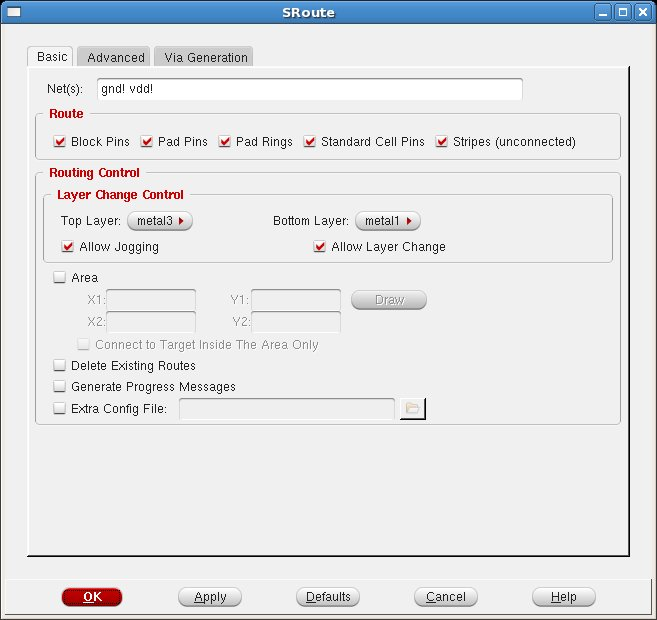 SRoute
Basic Advanced Via Generation
Net(s): gnd! vdd!
Route
Block Pins Pad Pins Pad Rings Standard Cell Pins Stripes (unconnected)
Routing Control
Layer Change Control
Top Layer: metal3 Bottom Layer: metal1
Allow Jogging Allow Layer Change
Area
X1: Y1: Draw
X2: Y2:
Connect to Target Inside The Area Only
Delete Existing Routes
Generate Progress Messages
Extra Config File:
OK Apply Defaults Cancel Help